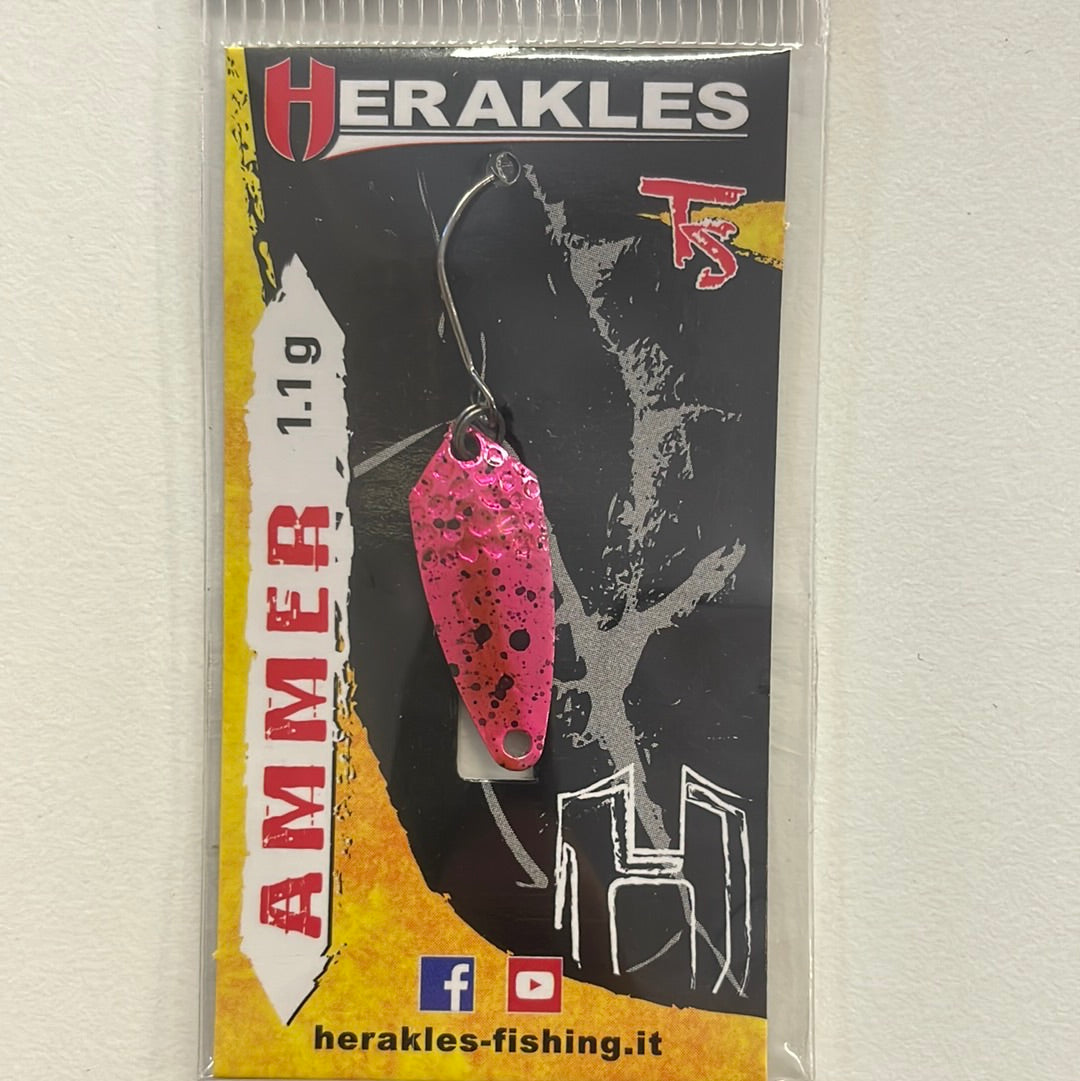 HERAKLES
TS
AMMER 1.1g
herakles-fishing.it